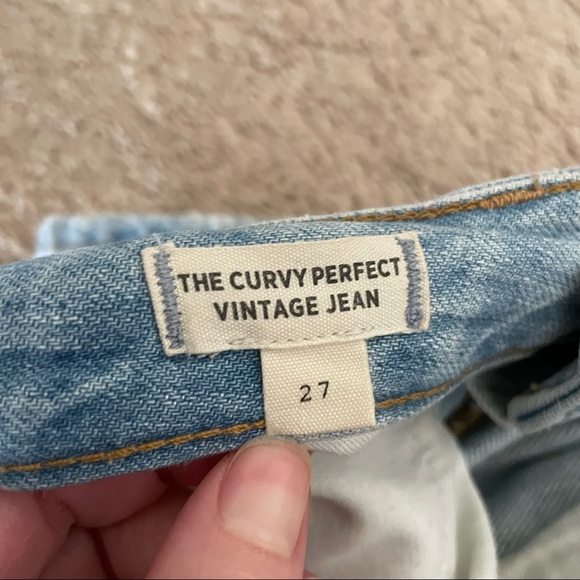 THE CURVY PERFECT
VINTAGE JEAN
27